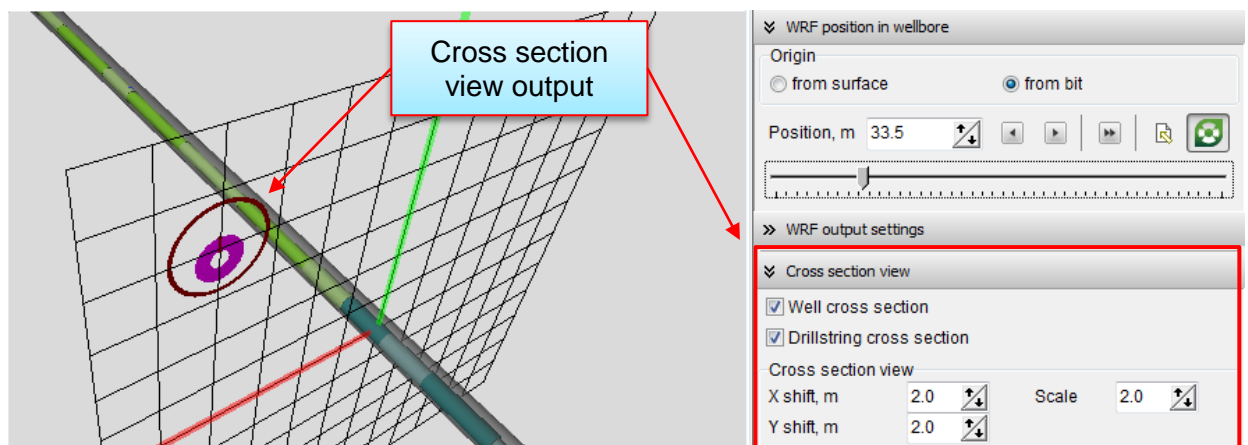 Cross section
view output
WRF position in wellbore
Origin
from surface from bit
Position, m 33.5
WRF output settings
Cross section view
Well cross section
Drillstring cross section
Cross section view
X shift, m 2.0 Scale 2.0
Y shift, m 2.0